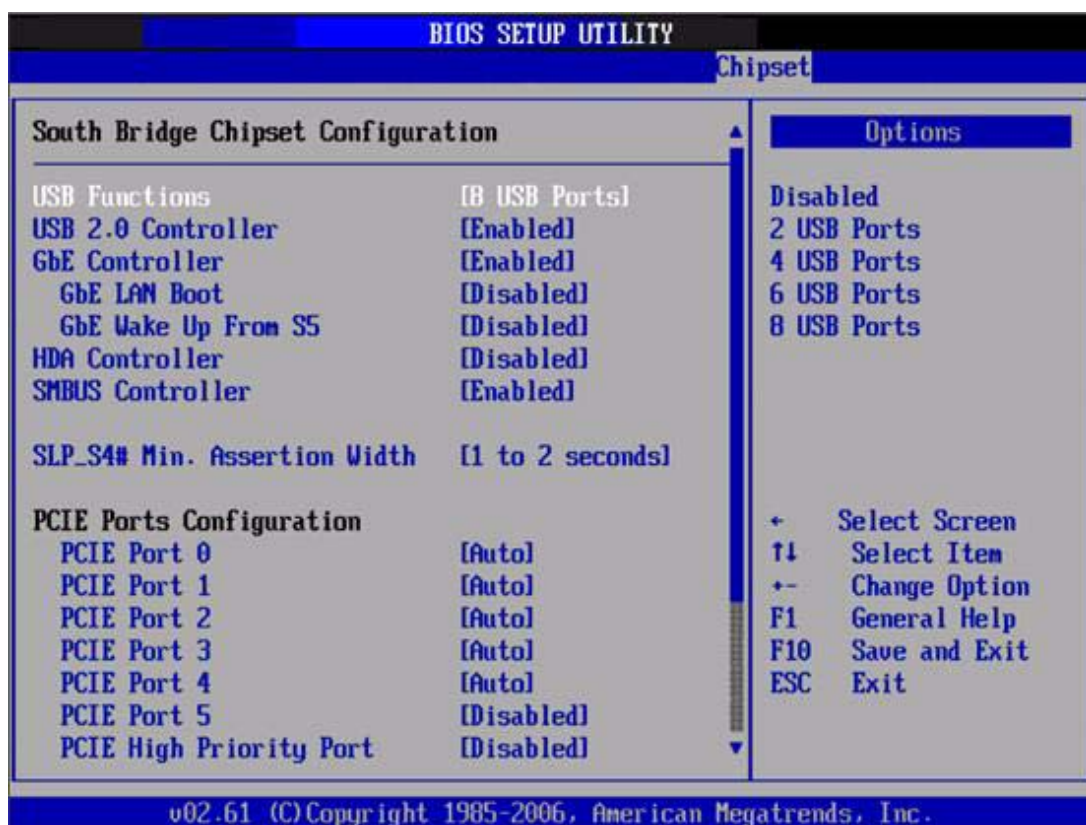 BIOS SETUP UTILITY
Chipset
South Bridge Chipset Configuration
USB Functions [8 USB Ports]
USB 2.0 Controller [Enabled]
GbE Controller [Enabled]
GbE LAN Boot [Disabled]
GbE Wake Up From S5 [Disabled]
HDA Controller [Disabled]
SMBUS Controller [Enabled]
SLP_S4# Min. Assertion Width [1 to 2 seconds]
PCIE Ports Configuration
PCIE Port 0 [Auto]
PCIE Port 1 [Auto]
PCIE Port 2 [Auto]
PCIE Port 3 [Auto]
PCIE Port 4 [Auto]
PCIE Port 5 [Disabled]
PCIE High Priority Port [Disabled]
Options
Disabled
2 USB Ports
4 USB Ports
6 USB Ports
8 USB Ports
← Select Screen
↑↓ Select Item
+- Change Option
F1 General Help
F10 Save and Exit
ESC Exit
v02.61 (C)Copyright 1985-2006, American Megatrends, Inc.